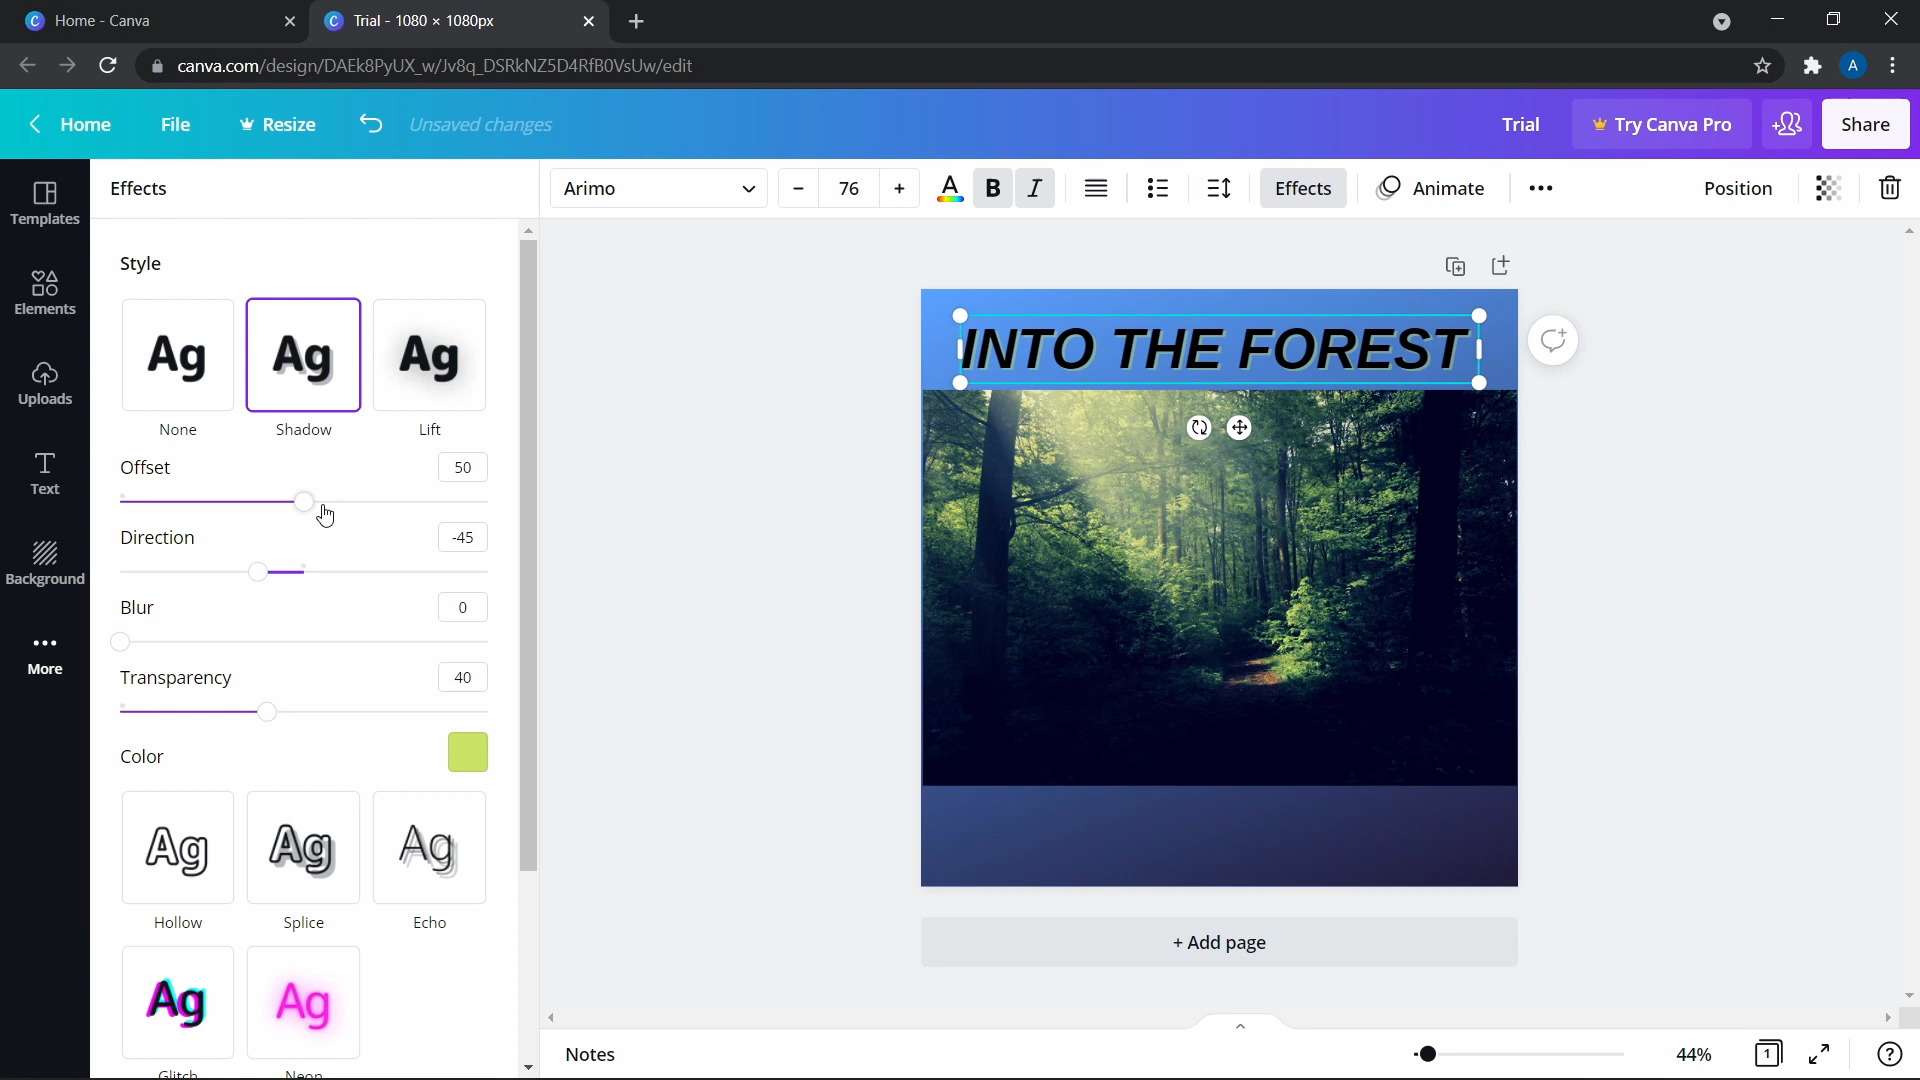 Home - Canva
Trial - 1080 × 1080px
canva.com/design/DAEk8PyUX_w/Jv8q_DSRkNZ5D4RfB0VsUw/edit
A
Home
File
Resize
Unsaved changes
Trial
Try Canva Pro
Share
Templates
Elements
Uploads
Text
Background
More
Effects
Arimo
76
A
B
I
Effects
Animate
Position
Style
Ag
Ag
Ag
None
Shadow
Lift
Offset
50
Direction
-45
Blur
0
Transparency
40
Color
Ag
Ag
Ag
Hollow
Splice
Echo
Ag
Ag
Glitch
Neon
INTO THE FOREST
+ Add page
Notes
44%
1